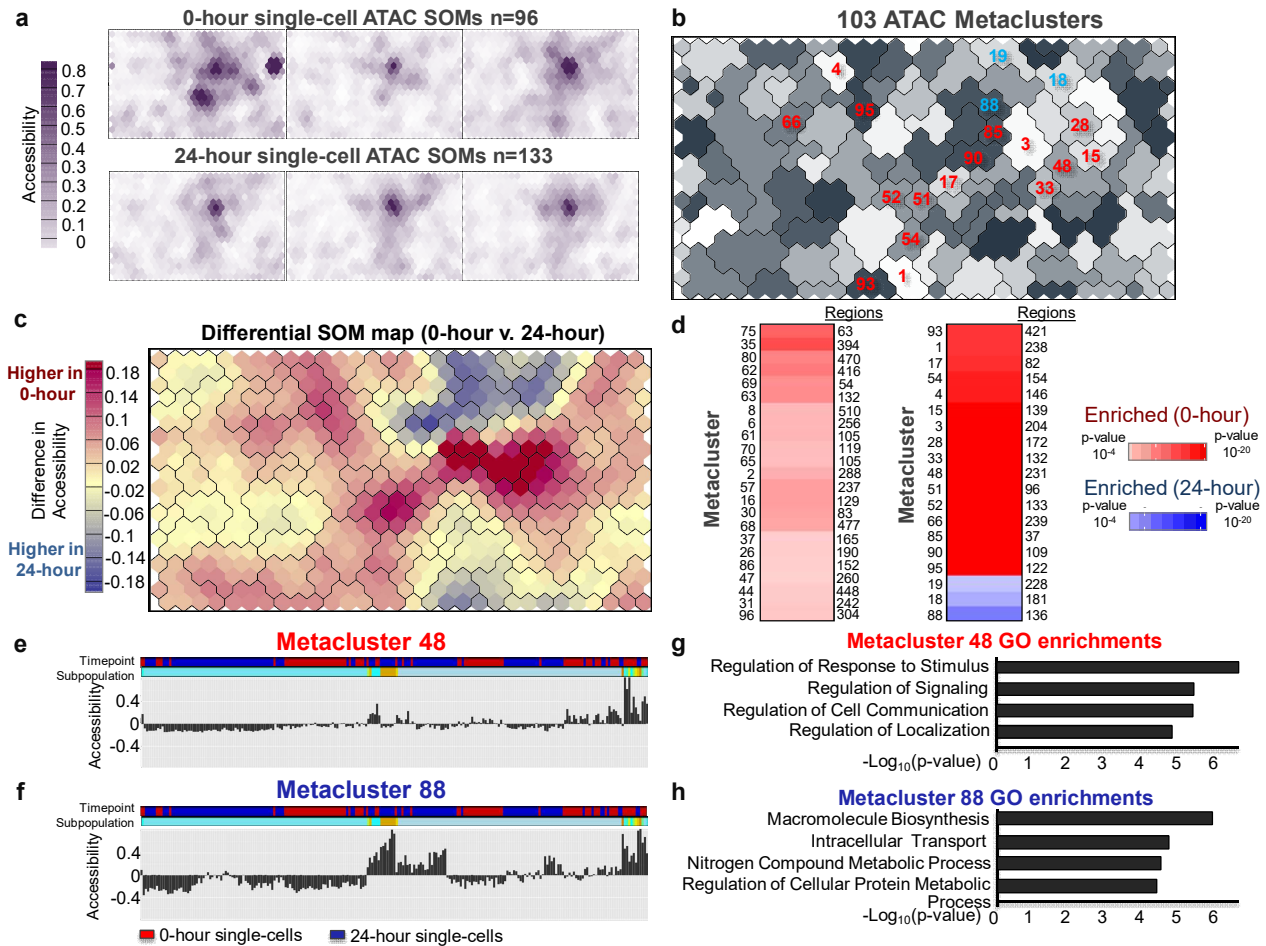 a
0-hour single-cell ATAC SOMs n=96
Accessibility
0.8
0.7
0.6
0.5
0.4
0.3
0.2
0.1
0
24-hour single-cell ATAC SOMs n=133
b
103 ATAC Metaclusters
19
4
18
88
95
66
85
28
3
90
15
48
17
33
52
51
54
1
93
c
Differential SOM map (0-hour v. 24-hour)
Higher in
0-hour
Difference in
Accessibility
Higher in
24-hour
0.18
0.14
0.1
0.06
0.02
-0.02
-0.06
-0.1
-0.14
-0.18
d
Regions
Metacluster
75 63
35 394
80 470
62 416
69 54
63 132
8 510
6 256
61 105
70 119
65 105
2 288
57 237
16 129
30 83
68 477
37 165
26 190
86 152
47 260
44 448
31 242
96 304
Regions
Metacluster
93 421
1 238
17 82
54 154
4 146
15 139
3 204
28 172
33 132
48 231
51 96
52 133
66 239
85 37
90 109
95 122
19 228
18 181
88 136
Enriched (0-hour)
p-value p-value
10-4 10-20
Enriched (24-hour)
p-value p-value
10-4 10-20
e
Metacluster 48
Timepoint
Subpopulation
Accessibility
0.4
0
-0.4
f
Metacluster 88
Timepoint
Subpopulation
Accessibility
0.4
0
-0.4
0-hour single-cells 24-hour single-cells
g
Metacluster 48 GO enrichments
Regulation of Response to Stimulus
Regulation of Signaling
Regulation of Cell Communication
Regulation of Localization
-Log10(p-value) 0 1 2 3 4 5 6
h
Metacluster 88 GO enrichments
Macromolecule Biosynthesis
Intracellular Transport
Nitrogen Compound Metabolic Process
Regulation of Cellular Protein Metabolic
Process
-Log10(p-value) 0 1 2 3 4 5 6